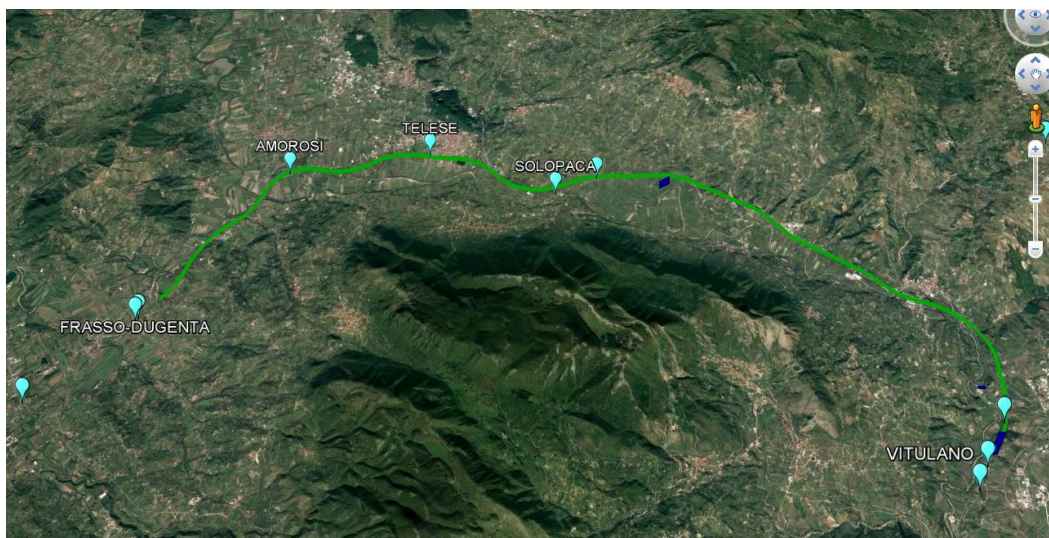 TELESE
AMOROSI
SOLOPACA
FRASSO-DUGENTA
VITULANO